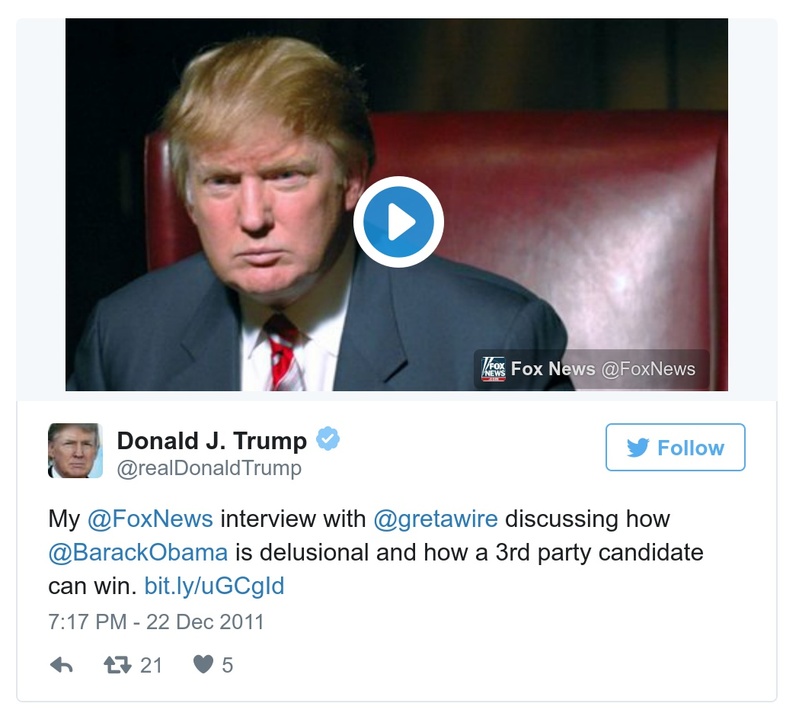 FOX
NEWS
Fox News @FoxNews
Donald J. Trump
@realDonaldTrump
Follow
My @FoxNews interview with @gretawire discussing how
@BarackObama is delusional and how a 3rd party candidate
can win. bit.ly/uGCgId
7:17 PM - 22 Dec 2011
21 5